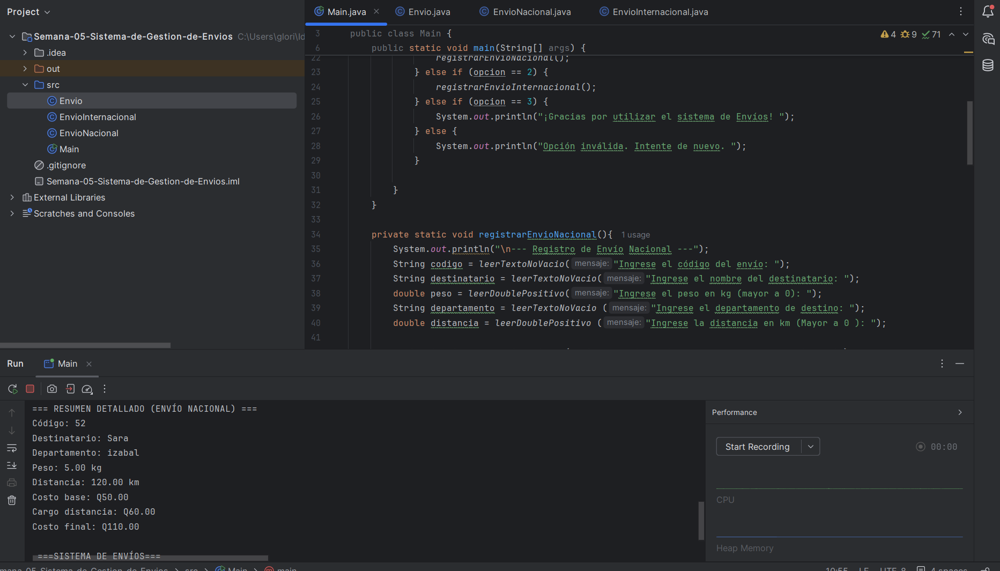 Project
Semana-05-Sistema-de-Gestion-de-Envios C:\Users\glori\Id
.idea
out
src
Envio
EnvioInternacional
EnvioNacional
Main
.gitignore
Semana-05-Sistema-de-Gestion-de-Envios.iml
External Libraries
Scratches and Consoles
Main.java Envio.java EnvioNacional.java EnvioInternacional.java
4 9 71
3 public class Main {
6 public static void main(String[] args) {
22 registrarEnvioNacional();
23 } else if (opcion == 2) {
24 registrarEnvioInternacional();
25 } else if (opcion == 3) {
26 System.out.println("¡Gracias por utilizar el sistema de Envíos! ");
27 } else {
28 System.out.println("Opción inválida. Intente de nuevo. ");
29 }
30
31 }
32 }
33
34 private static void registrarEnvioNacional(){ 1 usage
35 System.out.println("\n--- Registro de Envío Nacional ---");
36 String codigo = leerTextoNoVacio( mensaje: "Ingrese el código del envío: ");
37 String destinatario = leerTextoNoVacio( mensaje: "Ingrese el nombre del destinatario: ");
38 double peso = leerDoublePositivo( mensaje: "Ingrese el peso en kg (mayor a 0): ");
39 String departamento = leerTextoNoVacio ( mensaje: "Ingrese el departamento de destino: ");
40 double distancia = leerDoublePositivo ( mensaje: "Ingrese la distancia en km (Mayor a 0 ): ");
41
Run Main
=== RESUMEN DETALLADO (ENVÍO NACIONAL) ===
Código: 52
Destinatario: Sara
Departamento: izabal
Peso: 5.00 kg
Distancia: 120.00 km
Costo base: Q50.00
Cargo distancia: Q60.00
Costo final: Q110.00
===SISTEMA DE ENVÍOS===
Performance
Start Recording 00:00
CPU
Heap Memory
mana-05-Sistema-de-Gestion-de-Envios > src > Main > main
10:55 LF UTF-8 4 spaces